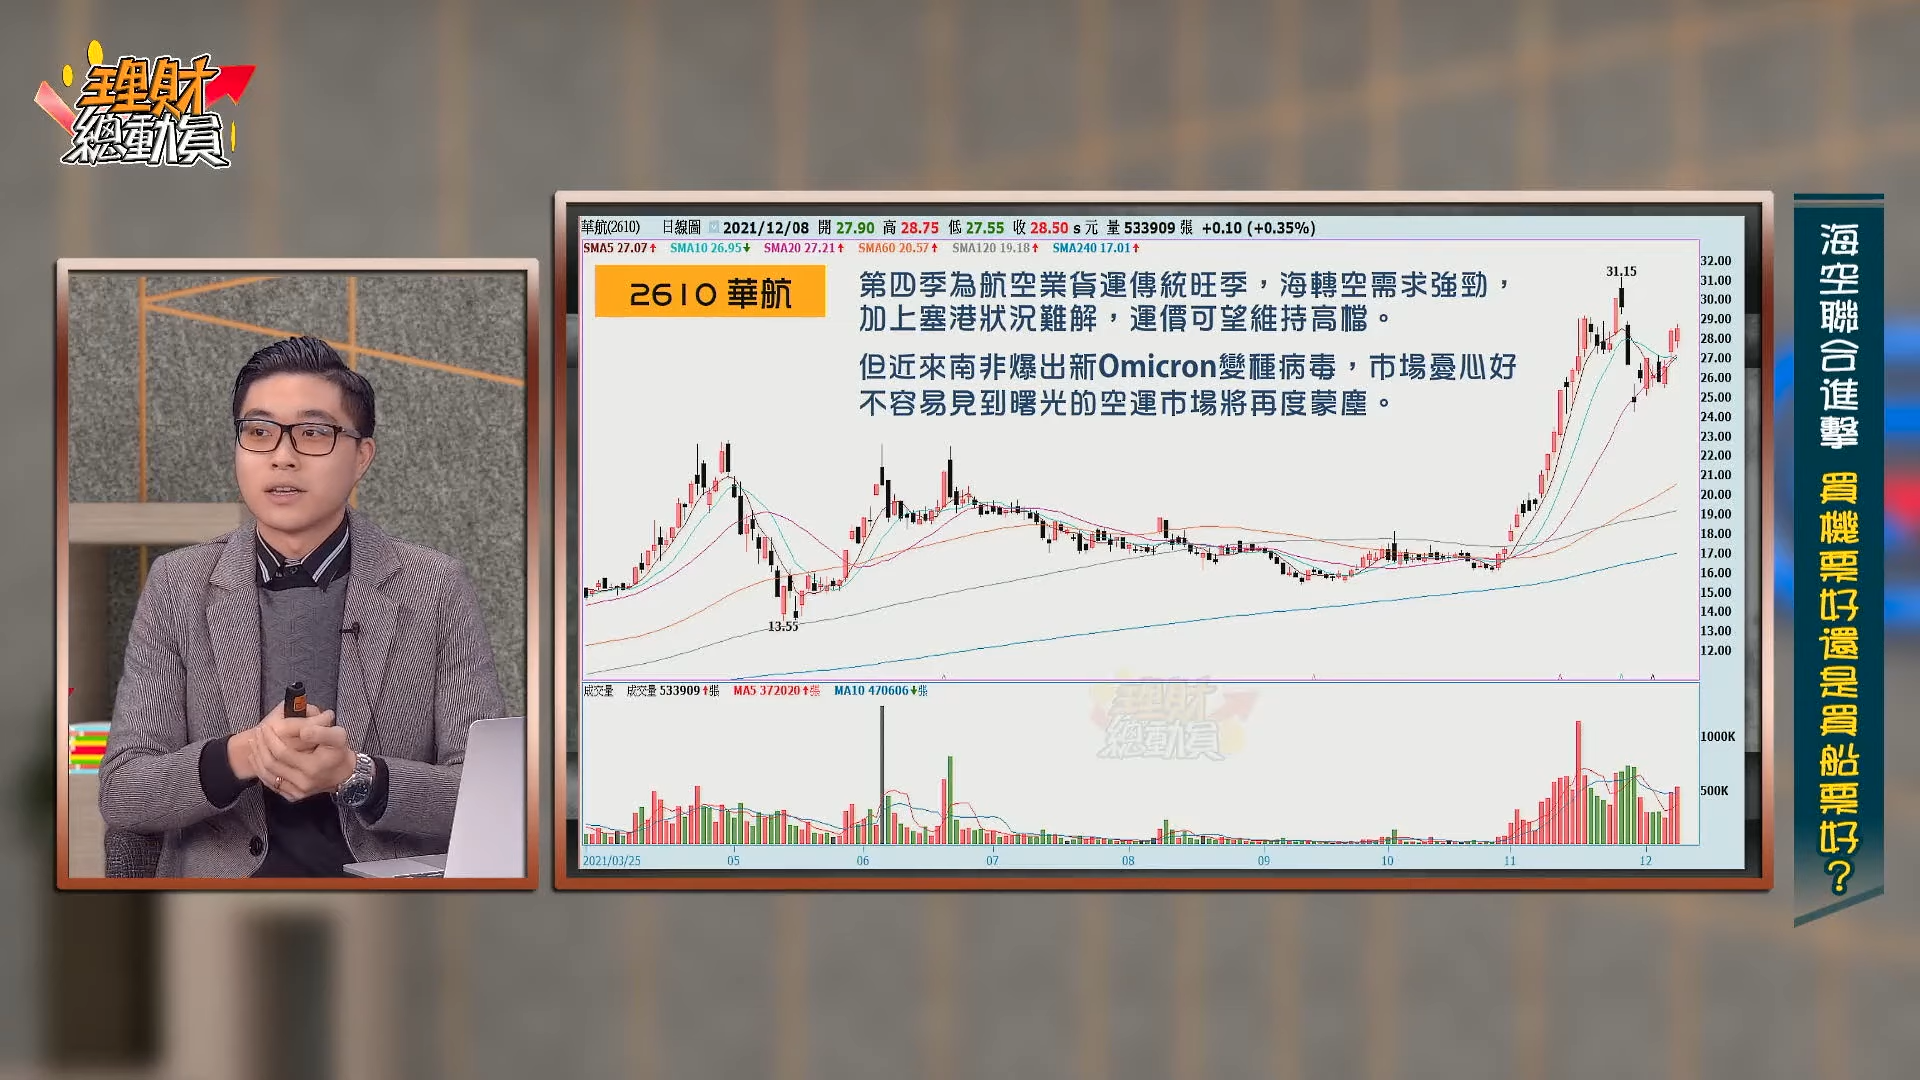 理財
總動員
華航(2610) 日線圖 2021/12/08 開 27.90 高 28.75 低 27.55 收 28.50 s 元 量 533909 張 +0.10 (+0.35%)
SMA5 27.07↑ SMA10 26.95↓ SMA20 27.21↑ SMA60 20.57↑ SMA120 19.18↑ SMA240 17.01↑
2610 華航
第四季為航空業貨運傳統旺季，海轉空需求強勁，
加上塞港狀況難解，運價可望維持高檔。
但近來南非爆出新Omicron變種病毒，市場憂心好
不容易見到曙光的空運市場將再度蒙塵。
31.15
13.55
32.00
31.00
30.00
29.00
28.00
27.00
26.00
25.00
24.00
23.00
22.00
21.00
20.00
19.00
18.00
17.00
16.00
15.00
14.00
13.00
12.00
成交量 成交量 533909↑張 MA5 372020↑張 MA10 470606↓張
理財
總動員
1000K
500K
2021/03/25 05 06 07 08 09 10 11 12
海空聯合進擊 買機票好還是買船票好？